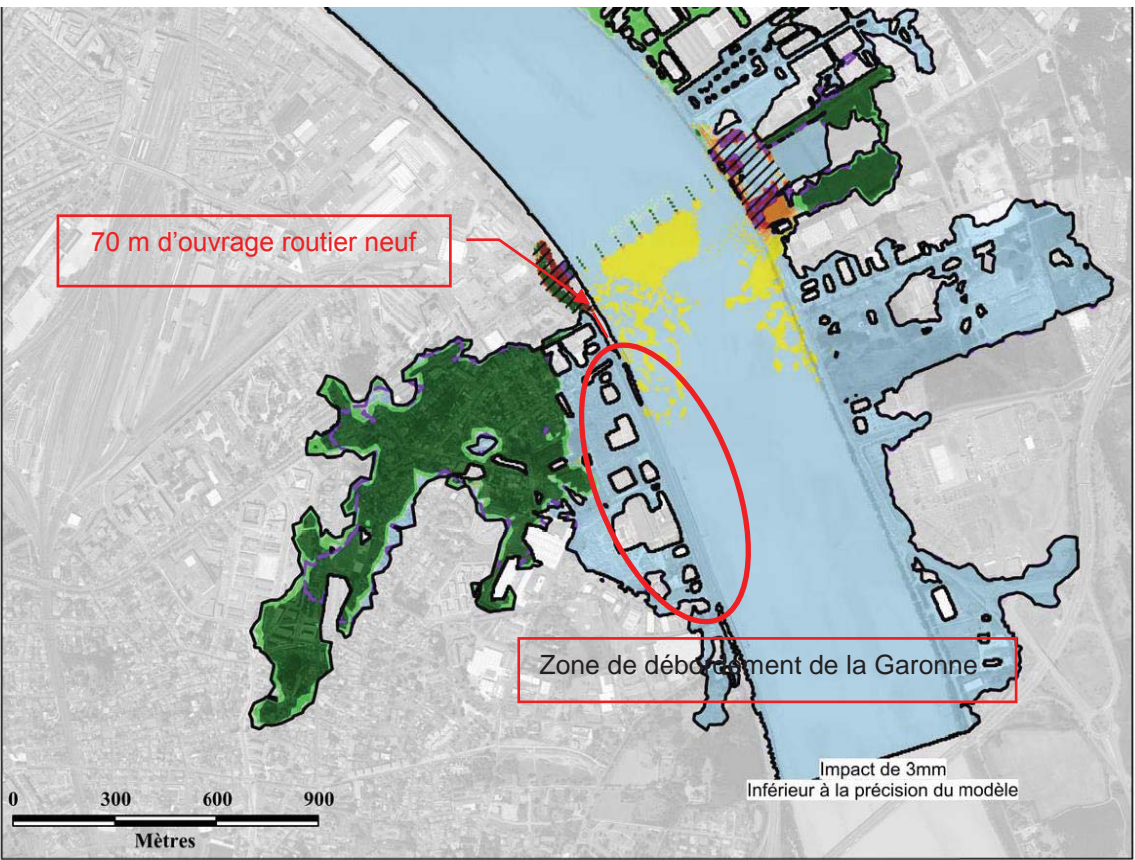 70 m d'ouvrage routier neuf
Zone de débordement de la Garonne
Impact de 3mm
Inférieur à la précision du modèle
0 300 600 900
Mètres